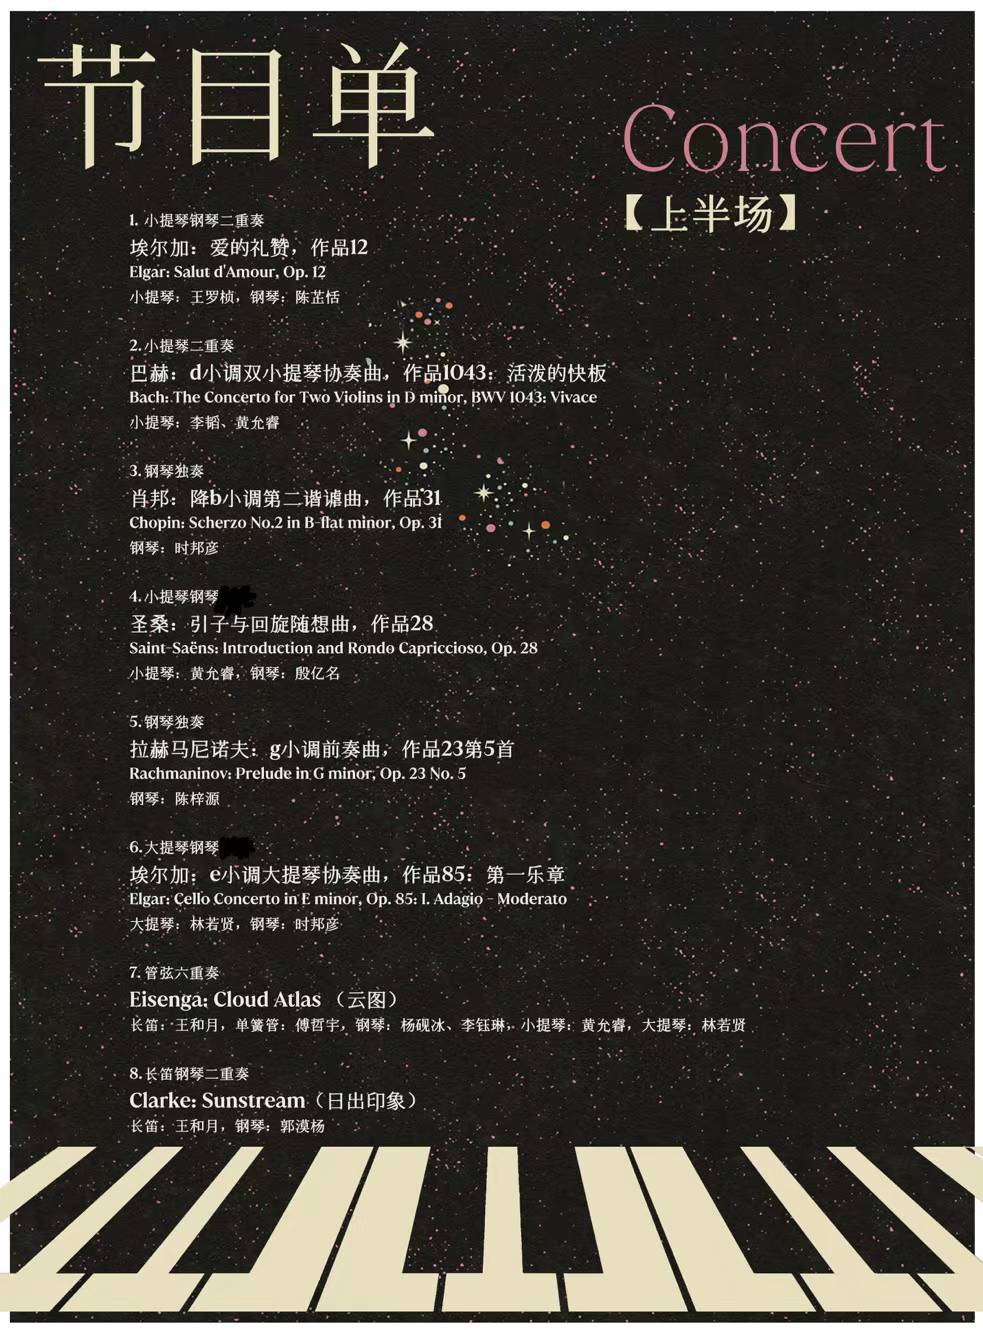 节目单
Concert
【上半场】
1. 小提琴钢琴二重奏
埃尔加：爱的礼赞，作品12
Elgar: Salut d'Amour, Op. 12
小提琴：王罗桢，钢琴：陈芷恬
2. 小提琴二重奏
巴赫：d小调双小提琴协奏曲，作品1043：活泼的快板
Bach: The Concerto for Two Violins in D minor, BWV 1043: Vivace
小提琴：李韬、黄允睿
3. 钢琴独奏
肖邦：降b小调第二谐谑曲，作品31
Chopin: Scherzo No.2 in B-flat minor, Op. 31
钢琴：时邦彦
4. 小提琴钢琴
圣桑：引子与回旋随想曲，作品28
Saint-Saëns: Introduction and Rondo Capriccioso, Op. 28
小提琴：黄允睿，钢琴：殷亿名
5. 钢琴独奏
拉赫马尼诺夫：g小调前奏曲，作品23第5首
Rachmaninov: Prelude in G minor, Op. 23 No. 5
钢琴：陈梓源
6. 大提琴钢琴
埃尔加：e小调大提琴协奏曲，作品85：第一乐章
Elgar: Cello Concerto in E minor, Op. 85: I. Adagio - Moderato
大提琴：林若贤，钢琴：时邦彦
7. 管弦六重奏
Eisenga: Cloud Atlas （云图）
长笛：王和月，单簧管：傅哲宇，钢琴：杨砚冰、李钰琳，小提琴：黄允睿，大提琴：林若贤
8. 长笛钢琴二重奏
Clarke: Sunstream（日出印象）
长笛：王和月，钢琴：郭漠杨